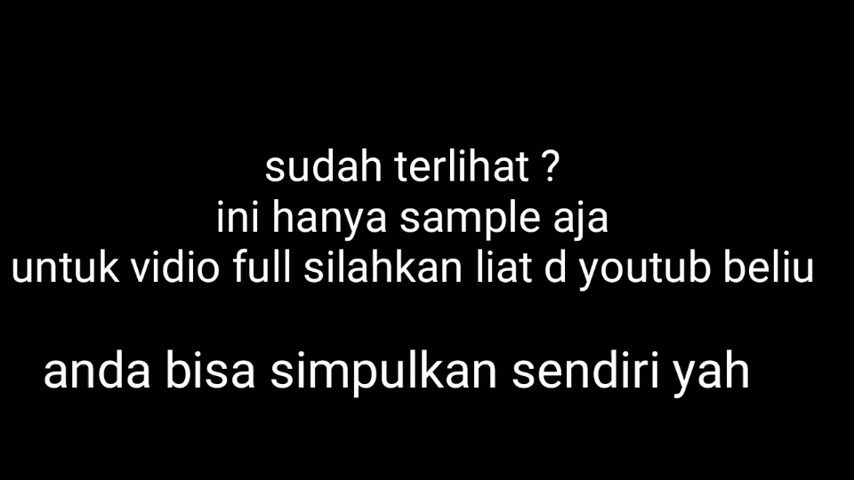 sudah terlihat ?
ini hanya sample aja
untuk vidio full silahkan liat d youtub beliu
anda bisa simpulkan sendiri yah